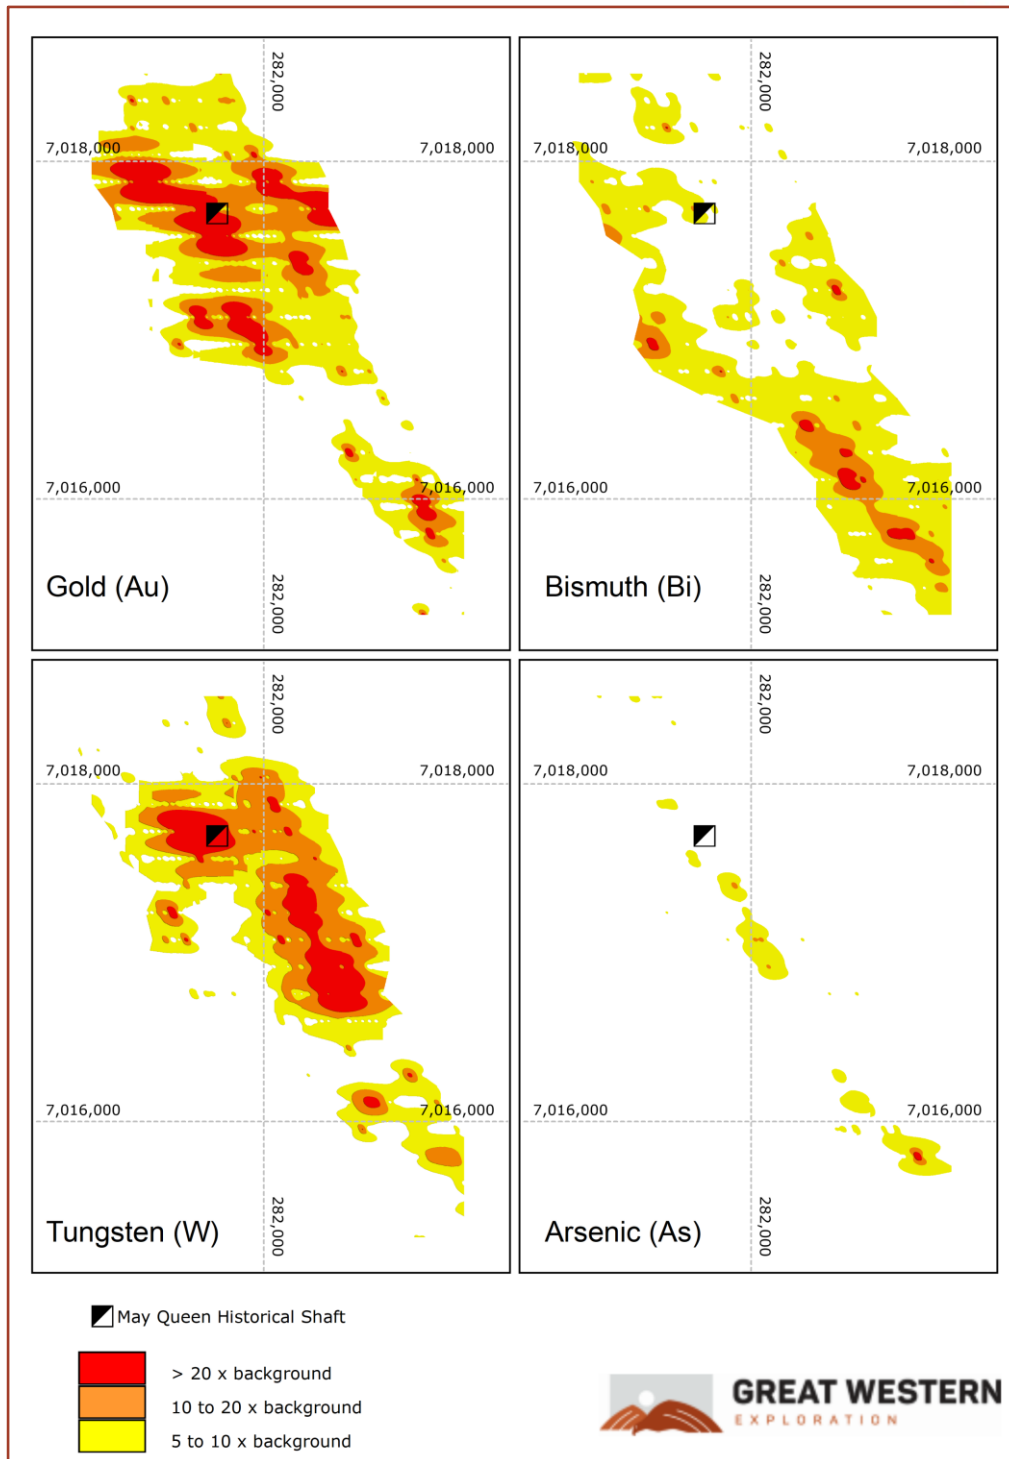 282,000
282,000
7,018,000
7,018,000
7,018,000
7,018,000
7,016,000
7,016,000
7,016,000
7,016,000
Gold (Au)
282,000
Bismuth (Bi)
282,000
282,000
282,000
7,018,000
7,018,000
7,018,000
7,018,000
7,016,000
7,016,000
7,016,000
7,016,000
Tungsten (W)
282,000
Arsenic (As)
282,000
May Queen Historical Shaft
> 20 x background
10 to 20 x background
5 to 10 x background
GREAT WESTERN
EXPLORATION